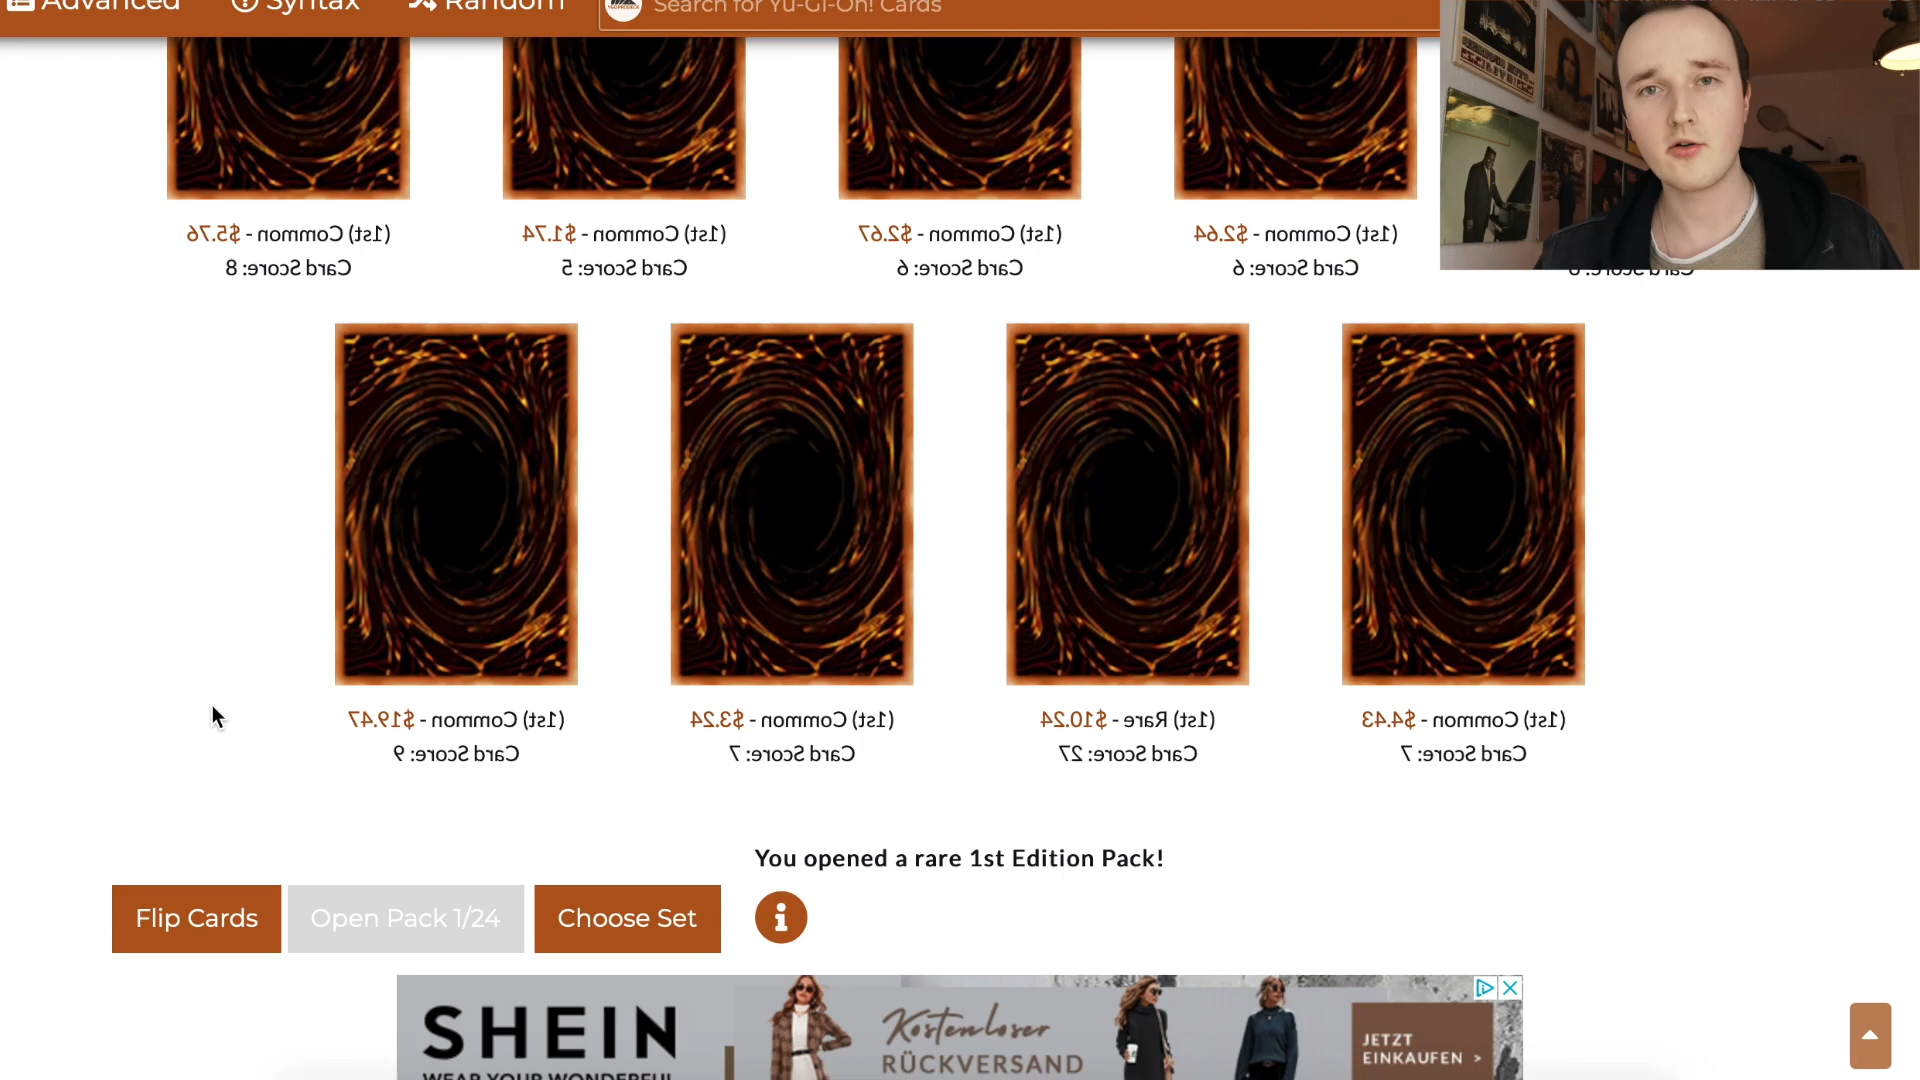 Advanced
Syntax
Random
Search for Yu-Gi-Oh! Cards
(1st) Common - $5.76
Card Score: 8
(1st) Common - $1.74
Card Score: 5
(1st) Common - $2.67
Card Score: 6
(1st) Common - $2.64
Card Score: 6
(1st) Common - $19.47
Card Score: 9
(1st) Common - $3.24
Card Score: 7
(1st) Rare - $10.24
Card Score: 27
(1st) Common - $4.43
Card Score: 7
You opened a rare 1st Edition Pack!
Flip Cards
Open Pack 1/24
Choose Set
SHEIN
WEAR YOUR WONDERFUL
Kostenloser
RÜCKVERSAND
JETZT
EINKAUFEN >